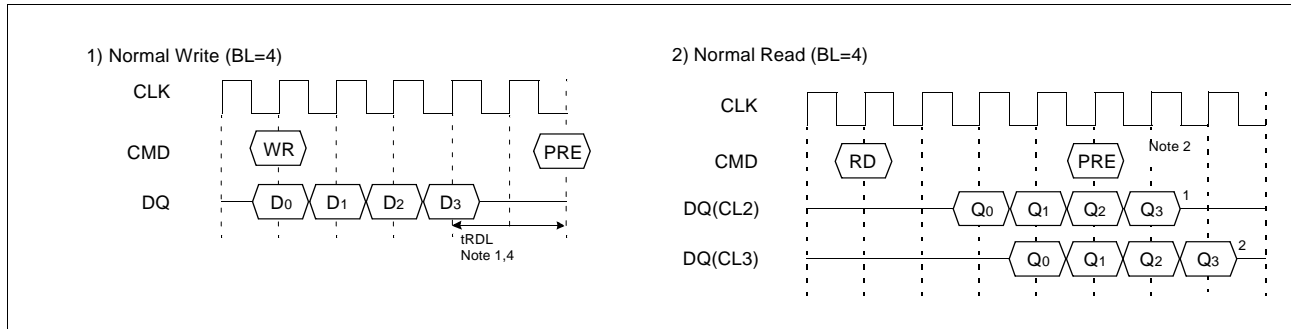 1) Normal Write (BL=4)
CLK
CMD WR PRE
DQ D0 D1 D2 D3
tRDL
Note 1,4
2) Normal Read (BL=4)
CLK
CMD RD PRE Note 2
DQ(CL2) Q0 Q1 Q2 Q3 1
DQ(CL3) Q0 Q1 Q2 Q3 2